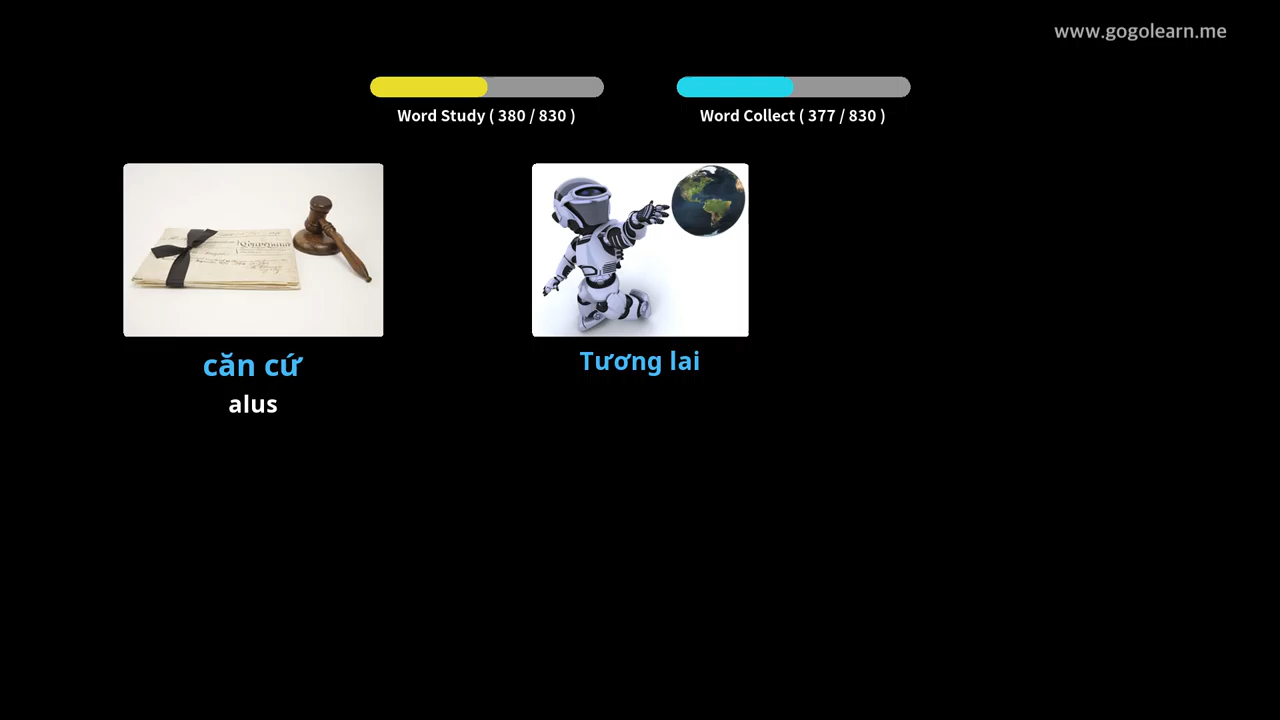 www.gogolearn.me
Word Study ( 380 / 830 )
Word Collect ( 377 / 830 )
căn cứ
alus
Tương lai